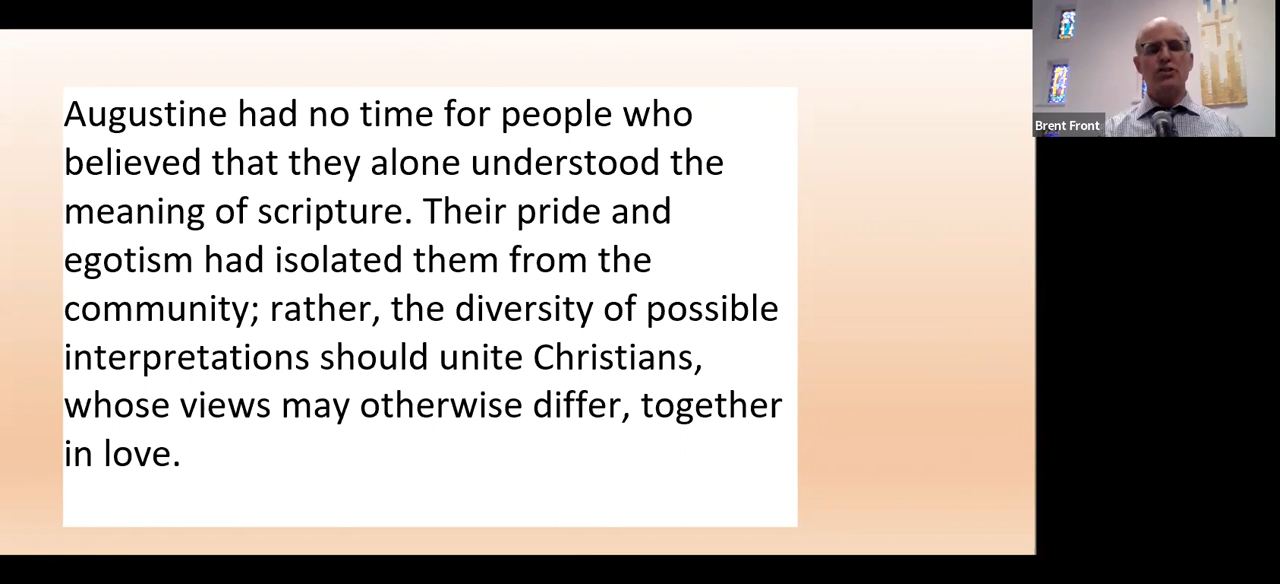 Augustine had no time for people who
believed that they alone understood the
meaning of scripture. Their pride and
egotism had isolated them from the
community; rather, the diversity of possible
interpretations should unite Christians,
whose views may otherwise differ, together
in love.
Brent Front